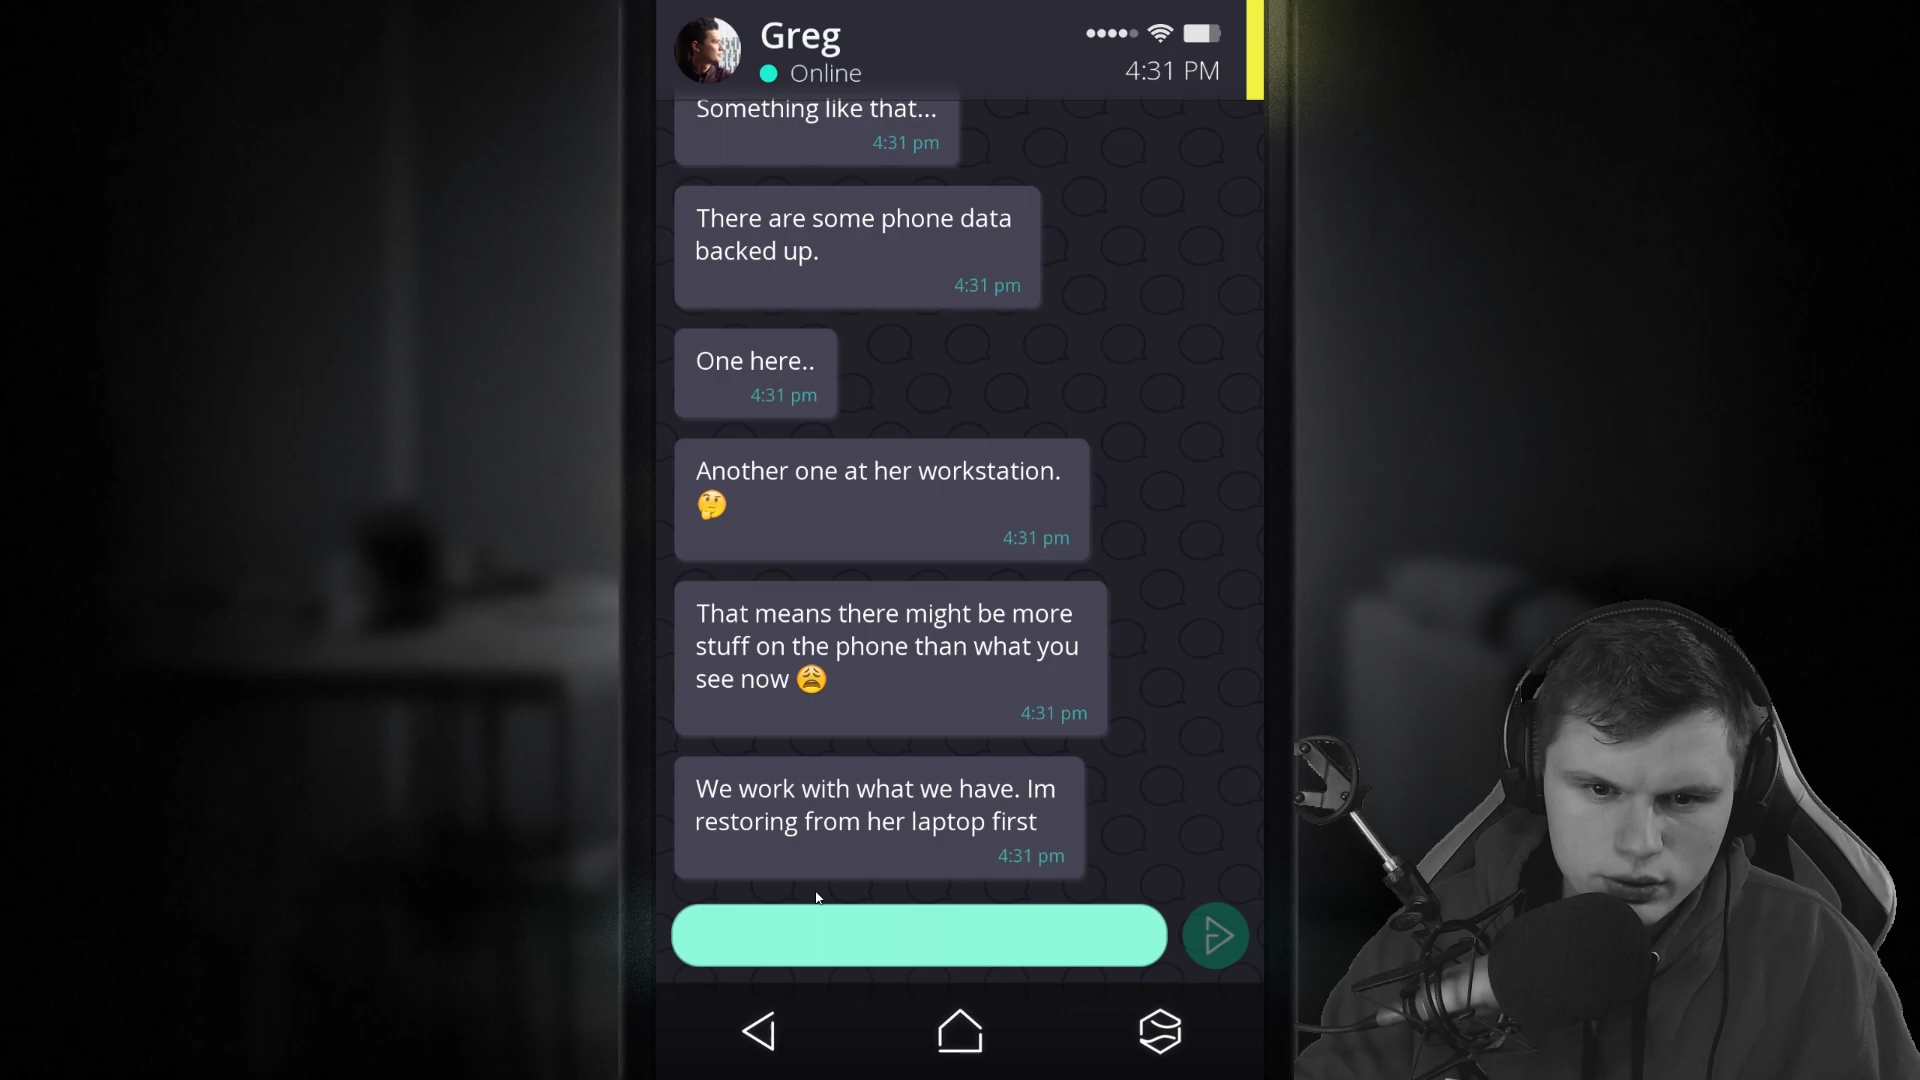 Greg
Online
4:31 PM
Something like that...
4:31 pm
There are some phone data
backed up.
4:31 pm
One here..
4:31 pm
Another one at her workstation.
🤔
4:31 pm
That means there might be more
stuff on the phone than what you
see now 😩
4:31 pm
We work with what we have. Im
restoring from her laptop first
4:31 pm